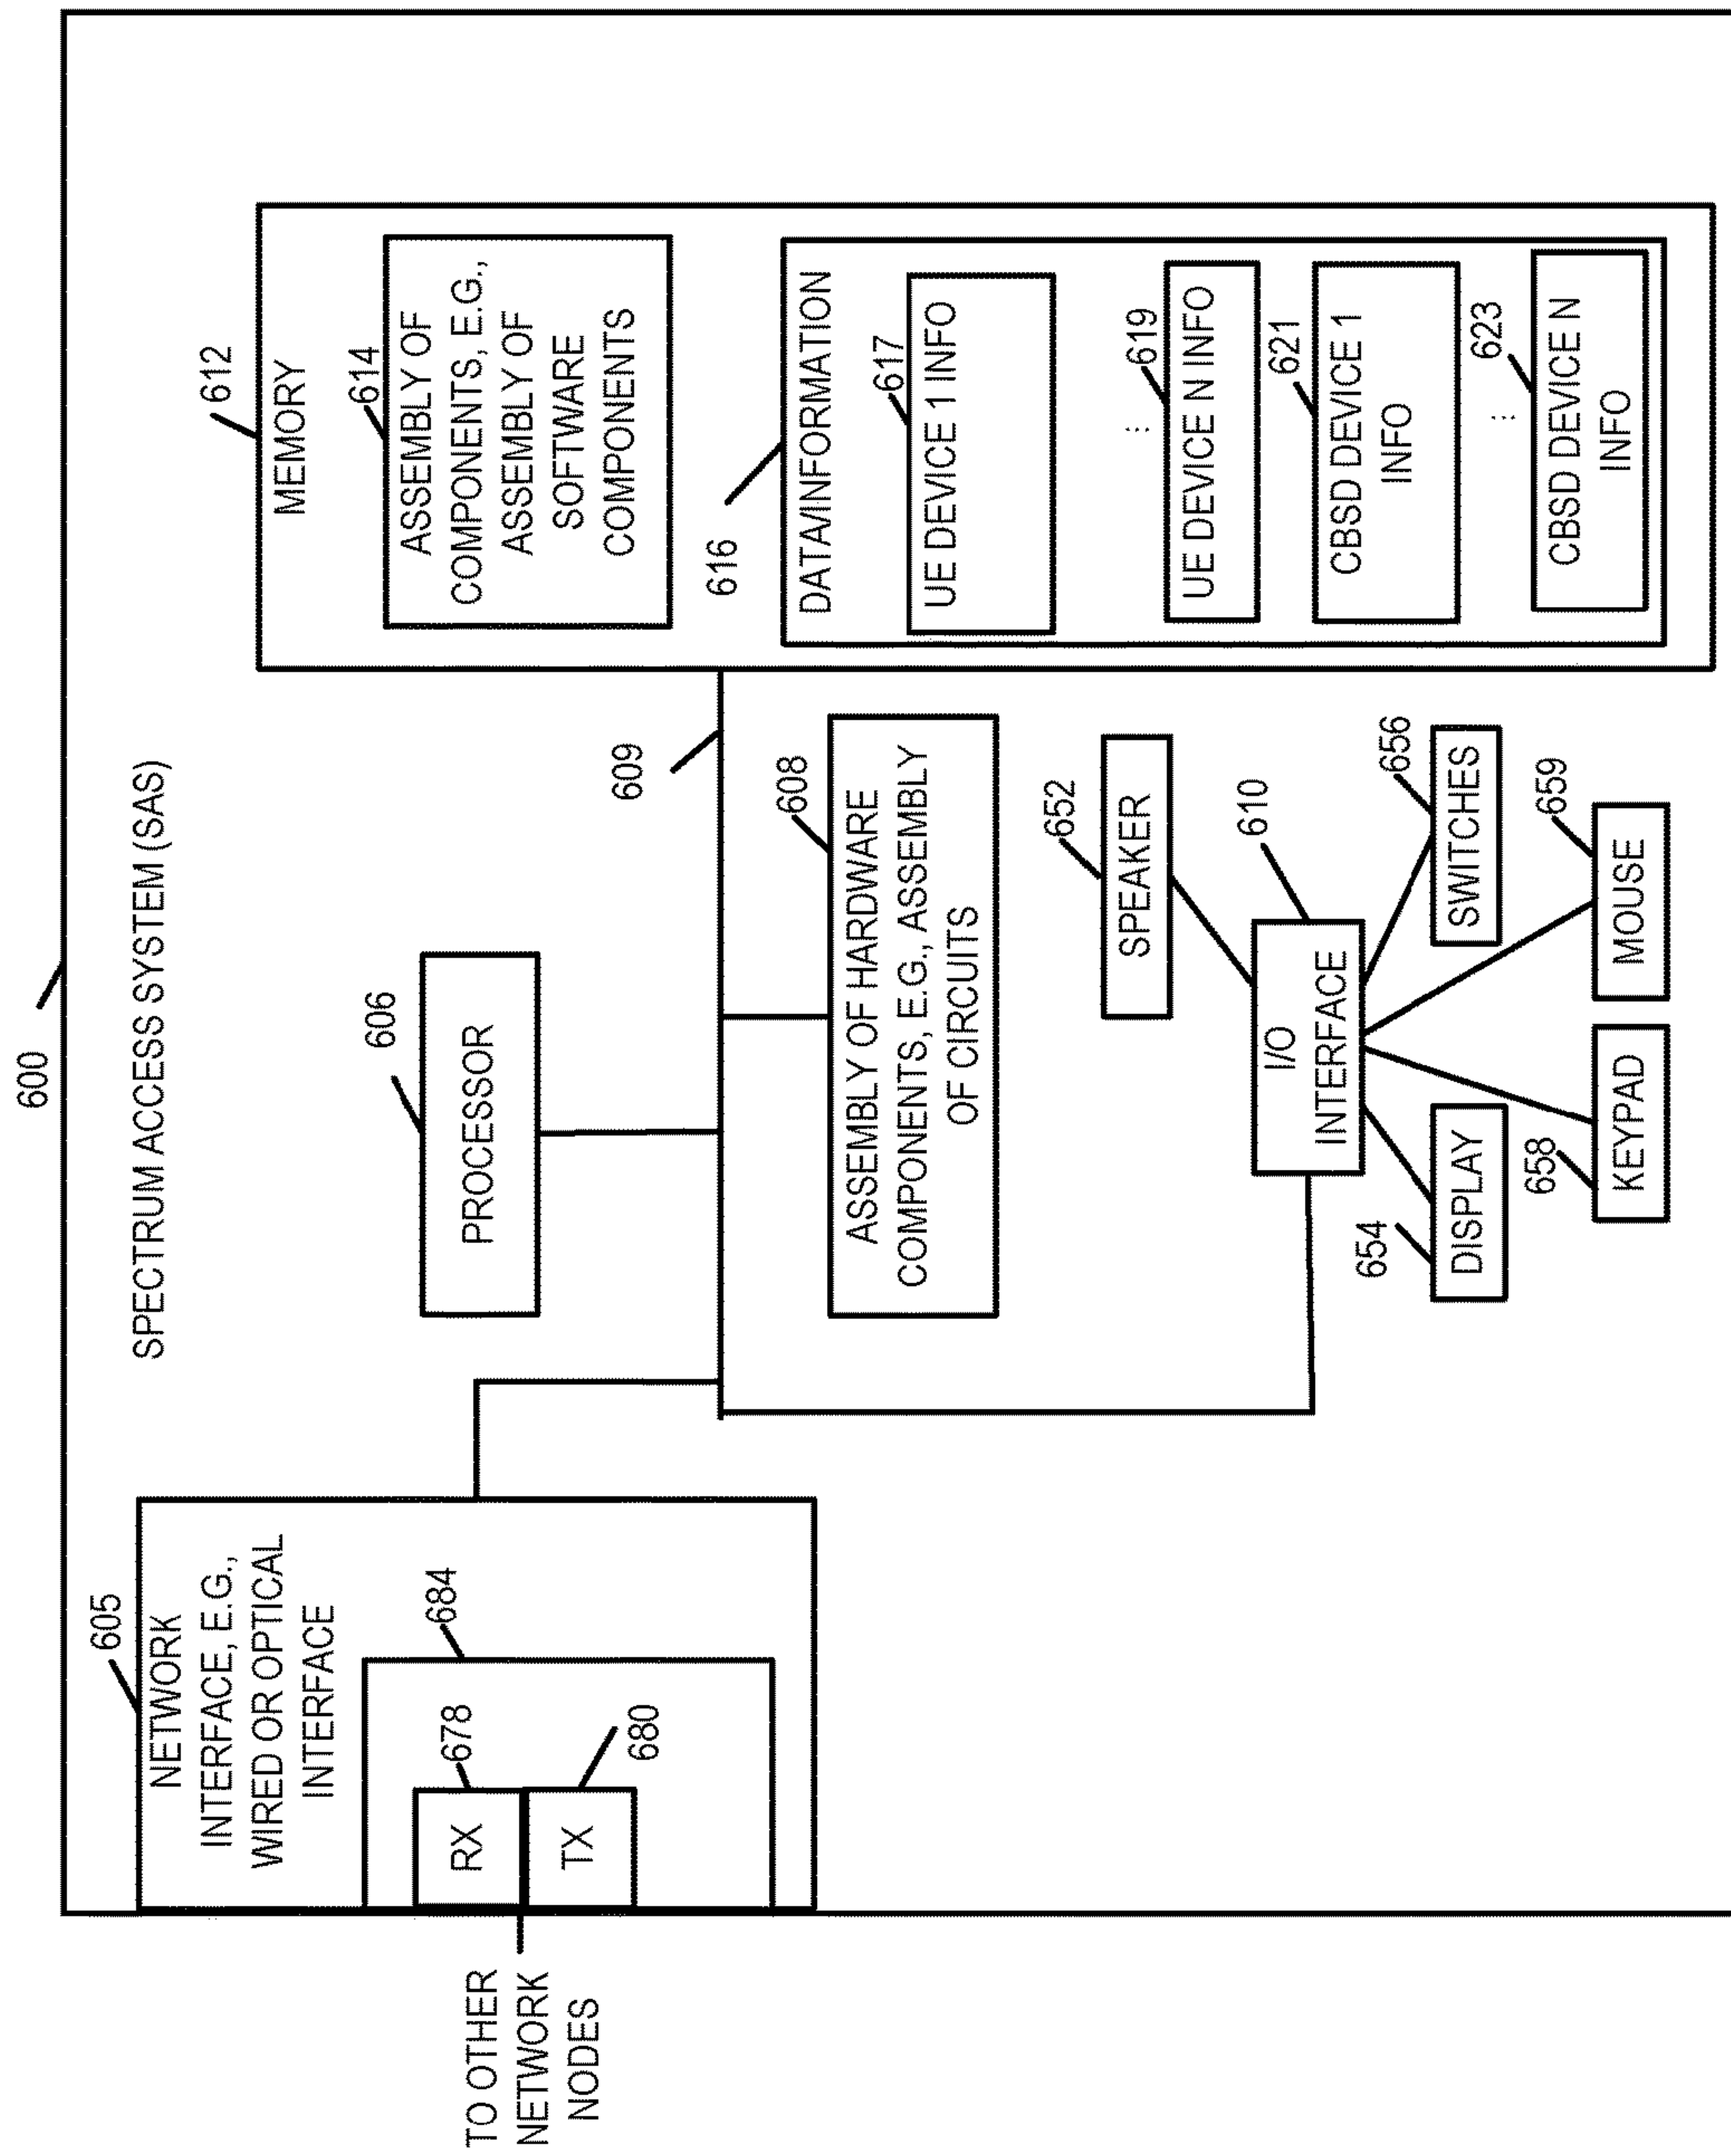 600
SPECTRUM ACCESS SYSTEM (SAS)
605
NETWORK
INTERFACE, E.G.,
WIRED OR OPTICAL
INTERFACE
684
678
RX
TX
680
TO OTHER
NETWORK
NODES
606
PROCESSOR
609
608
ASSEMBLY OF HARDWARE
COMPONENTS, E.G., ASSEMBLY
OF CIRCUITS
652
SPEAKER
610
I/O
INTERFACE
654
DISPLAY
656
SWITCHES
658
KEYPAD
659
MOUSE
612
MEMORY
614
ASSEMBLY OF
COMPONENTS, E.G.,
ASSEMBLY OF
SOFTWARE
COMPONENTS
616
DATA/INFORMATION
617
UE DEVICE 1 INFO
...
619
UE DEVICE N INFO
621
CBSD DEVICE 1
INFO
...
623
CBSD DEVICE N
INFO